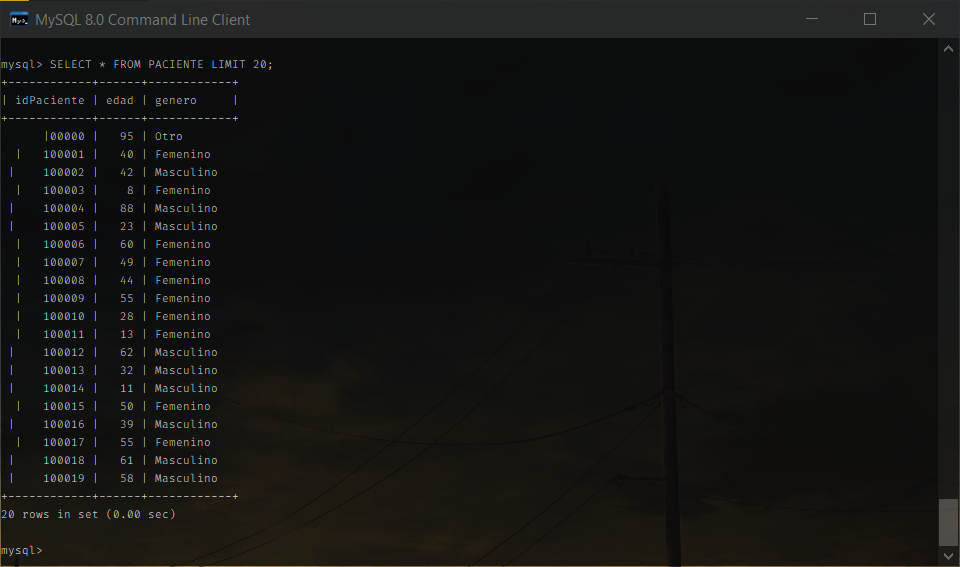 MySQL 8.0 Command Line Client
mysql> SELECT * FROM PACIENTE LIMIT 20;
+------------+------+------------+
| idPaciente | edad | genero     |
+------------+------+------------+
      |00000 |   95 | Otro
  |   100001 |   40 | Femenino
 |    100002 |   42 | Masculino
  |   100003 |    8 | Femenino
 |    100004 |   88 | Masculino
 |    100005 |   23 | Masculino
  |   100006 |   60 | Femenino
  |   100007 |   49 | Femenino
  |   100008 |   44 | Femenino
  |   100009 |   55 | Femenino
  |   100010 |   28 | Femenino
  |   100011 |   13 | Femenino
 |    100012 |   62 | Masculino
 |    100013 |   32 | Masculino
 |    100014 |   11 | Masculino
  |   100015 |   50 | Femenino
 |    100016 |   39 | Masculino
  |   100017 |   55 | Femenino
 |    100018 |   61 | Masculino
 |    100019 |   58 | Masculino
+------------+------+------------+
20 rows in set (0.00 sec)
mysql>